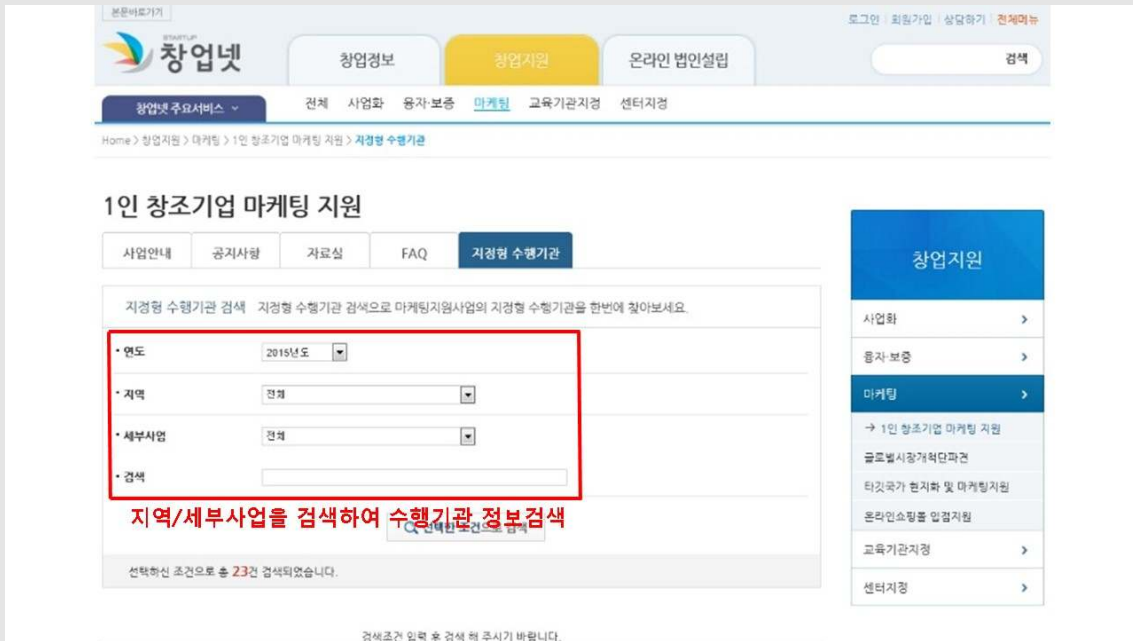 본문바로가기
로그인 회원가입 상담하기 전체메뉴
STARTUP
창업넷
창업정보 창업지원 온라인 법인설립
검색
창업넷 주요서비스
전체 사업화 융자·보증 마케팅 교육기관지정 센터지정
Home > 창업지원 > 마케팅 > 1인 창조기업 마케팅 지원 > 지정형 수행기관
1인 창조기업 마케팅 지원
사업안내 공지사항 자료실 FAQ 지정형 수행기관
지정형 수행기관 검색 지정형 수행기관 검색으로 마케팅지원사업의 지정형 수행기관을 한번에 찾아보세요.
· 연도 2015년도
· 지역 전체
· 세부사업 전체
· 검색
지역/세부사업을 검색하여 수행기관 정보검색
선택한 조건으로 검색
선택하신 조건으로 총 23건 검색되었습니다.
검색조건 입력 후 검색 해 주시기 바랍니다.
창업지원
사업화
융자·보증
마케팅
→ 1인 창조기업 마케팅 지원
글로벌시장개척단파견
타깃국가 현지화 및 마케팅지원
온라인쇼핑몰 입점지원
교육기관지정
센터지정